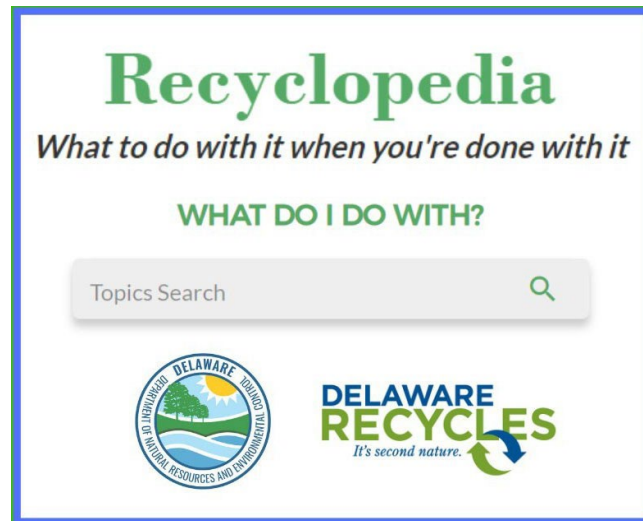 Recyclopedia
What to do with it when you're done with it
WHAT DO I DO WITH?
Topics Search
DELAWARE
DEPARTMENT OF NATURAL RESOURCES AND ENVIRONMENTAL CONTROL
DELAWARE
RECYCLES
It's second nature.